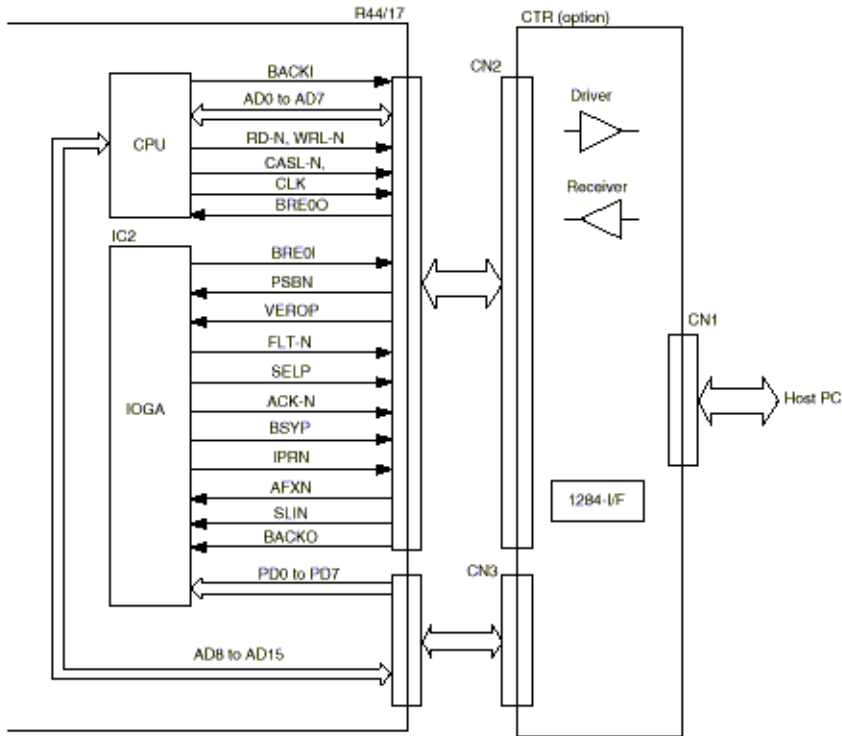 R44/17
CTR (option)
BACKI
CN2
AD0 to AD7
Driver
CPU
RD-N, WRL-N
CASL-N,
CLK
Receiver
BRE0O
IC2
BRE0I
PSBN
VEROP
CN1
FLT-N
SELP
IOGA
ACK-N
Host PC
BSYP
IPRN
AFXN
1284-I/F
SLIN
BACKO
CN3
PD0 to PD7
AD8 to AD15